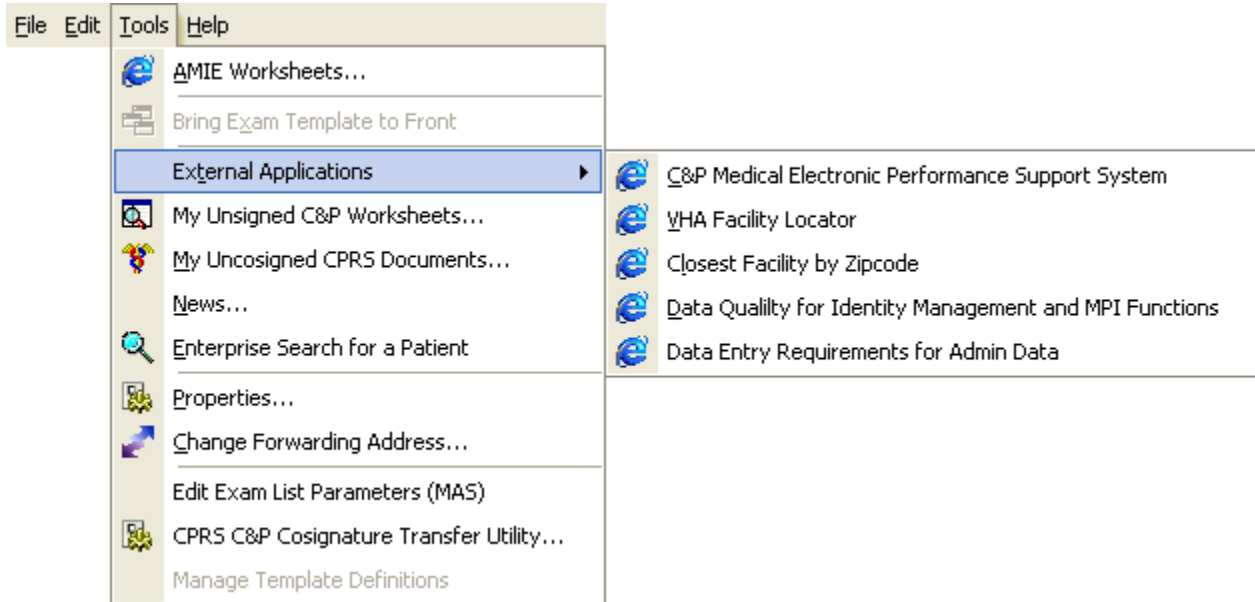 File Edit Tools Help
AMIE Worksheets...
Bring Exam Template to Front
External Applications
My Unsigned C&P Worksheets...
My Uncosigned CPRS Documents...
News...
Enterprise Search for a Patient
Properties...
Change Forwarding Address...
Edit Exam List Parameters (MAS)
CPRS C&P Cosignature Transfer Utility...
Manage Template Definitions
C&P Medical Electronic Performance Support System
VHA Facility Locator
Closest Facility by Zipcode
Data Qualilty for Identity Management and MPI Functions
Data Entry Requirements for Admin Data